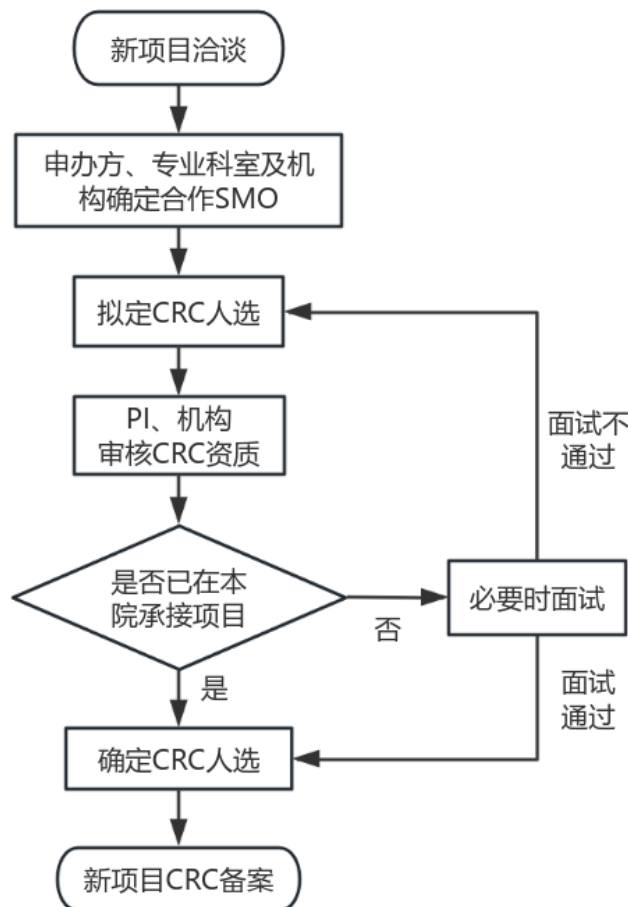 新项目洽谈
申办方、专业科室及机
构确定合作SMO
拟定CRC人选
PI、机构
审核CRC资质
面试不
通过
是否已在本
院承接项目
否
必要时面试
是
面试
通过
确定CRC人选
新项目CRC备案